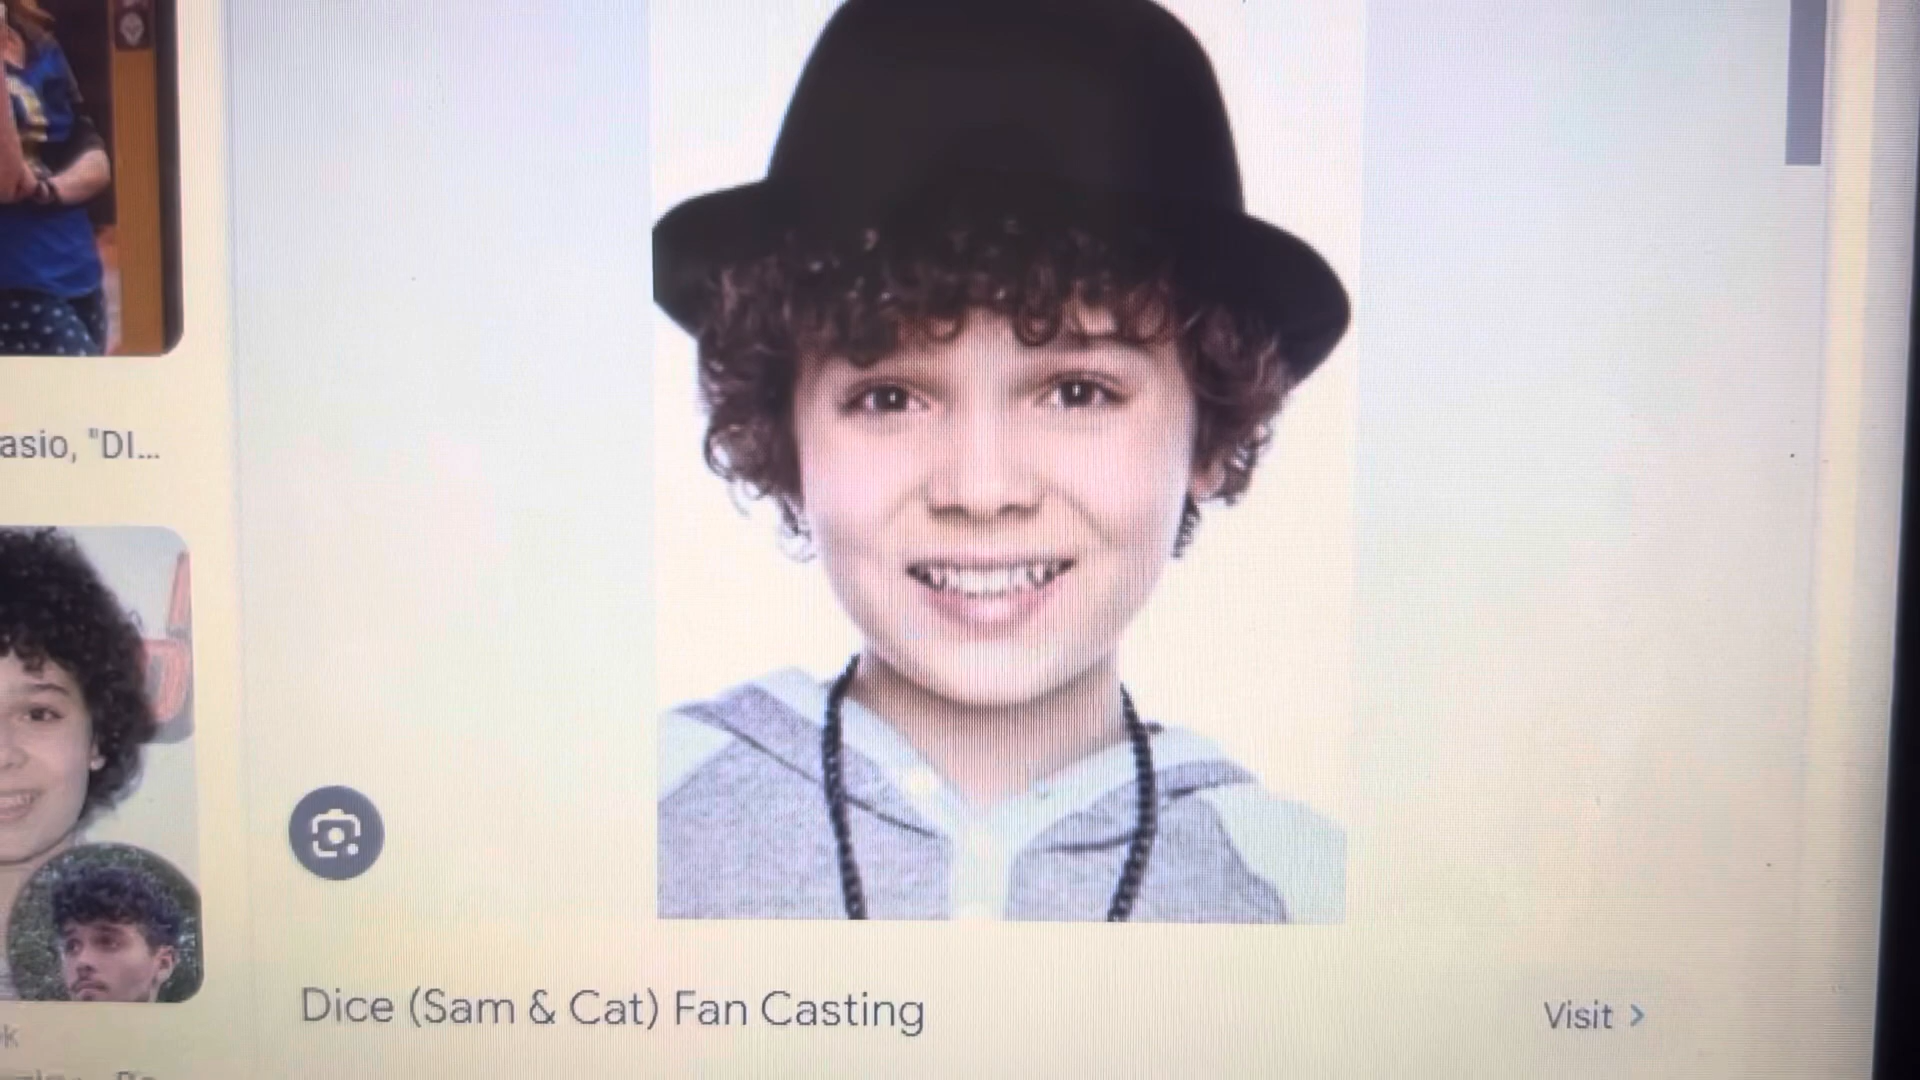 asio, "DI...
Dice (Sam & Cat) Fan Casting
Visit >